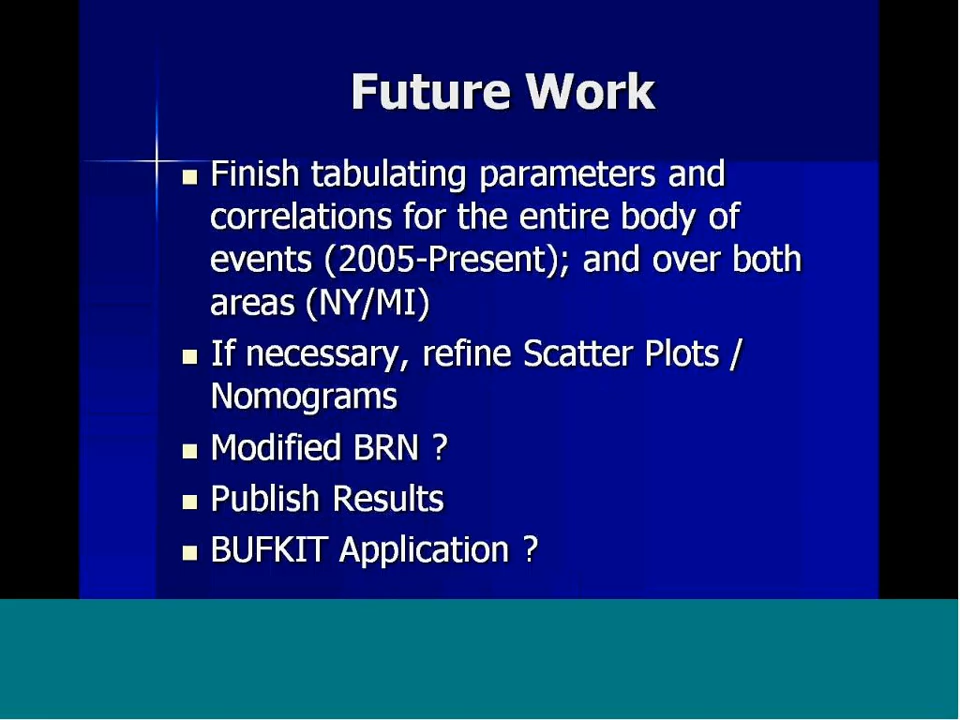 Future Work
Finish tabulating parameters and
correlations for the entire body of
events (2005-Present); and over both
areas (NY/MI)
If necessary, refine Scatter Plots /
Nomograms
Modified BRN ?
Publish Results
BUFKIT Application ?